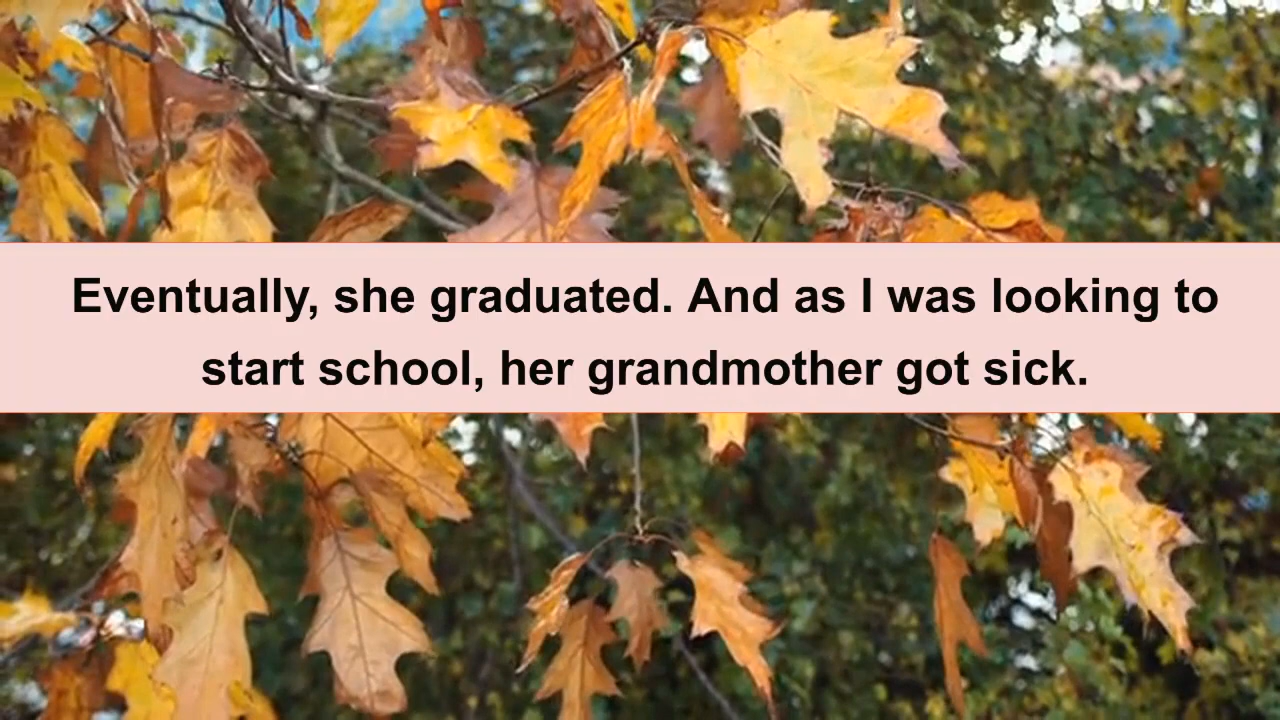 Eventually, she graduated. And as I was looking to
start school, her grandmother got sick.